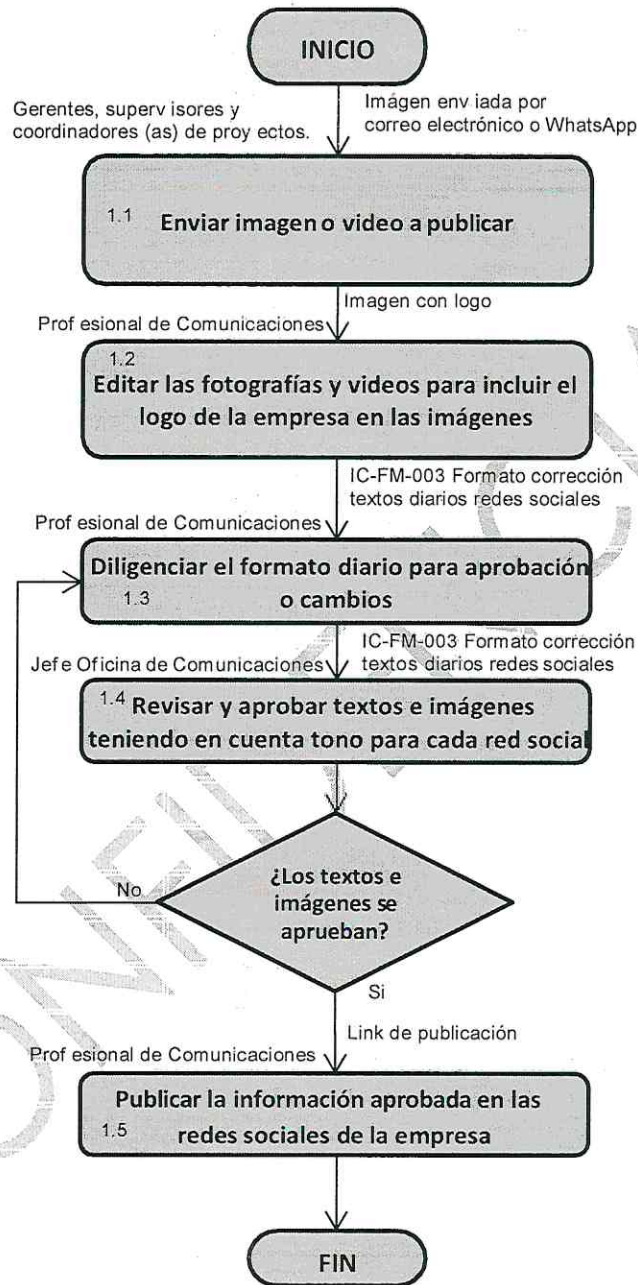 INICIO
Gerentes, superv isores y
coordinadores (as) de proy ectos.
Imágen env iada por
correo electrónico o WhatsApp
1.1 Enviar imagen o video a publicar
Imagen con logo
Prof esional de Comunicaciones
1.2
Editar las fotografías y videos para incluir el
logo de la empresa en las imágenes
IC-FM-003 Formato corrección
textos diarios redes sociales
Prof esional de Comunicaciones
Diligenciar el formato diario para aprobación
1.3 o cambios
IC-FM-003 Formato corrección
textos diarios redes sociales
Jef e Oficina de Comunicaciones
1.4 Revisar y aprobar textos e imágenes
teniendo en cuenta tono para cada red social
¿Los textos e
imágenes se
aprueban?
No
Si
Link de publicación
Prof esional de Comunicaciones
Publicar la información aprobada en las
1.5 redes sociales de la empresa
FIN